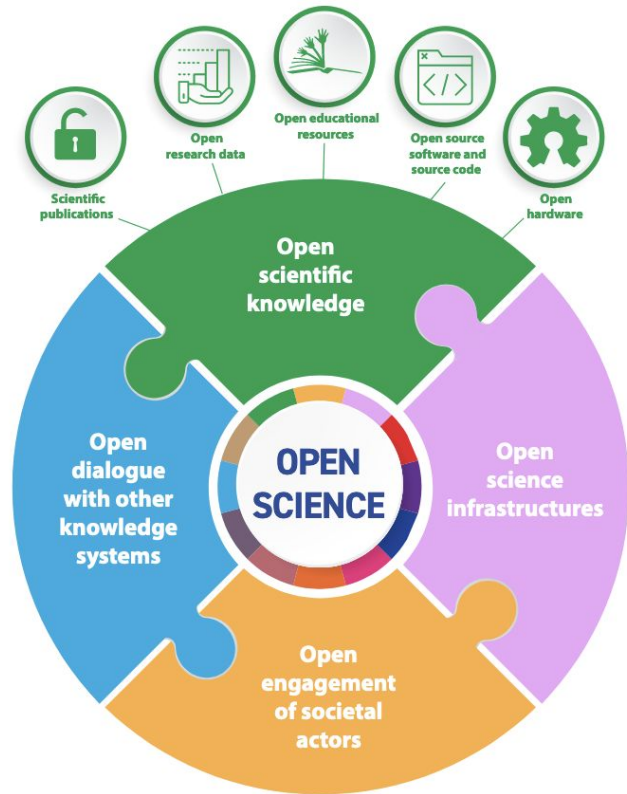 Scientific
publications
Open
research data
Open educational
resources
</>
Open source
software and
source code
Open
hardware
Open
scientific
knowledge
Open
dialogue
with other
knowledge
systems
OPEN
SCIENCE
Open
science
infrastructures
Open
engagement
of societal
actors